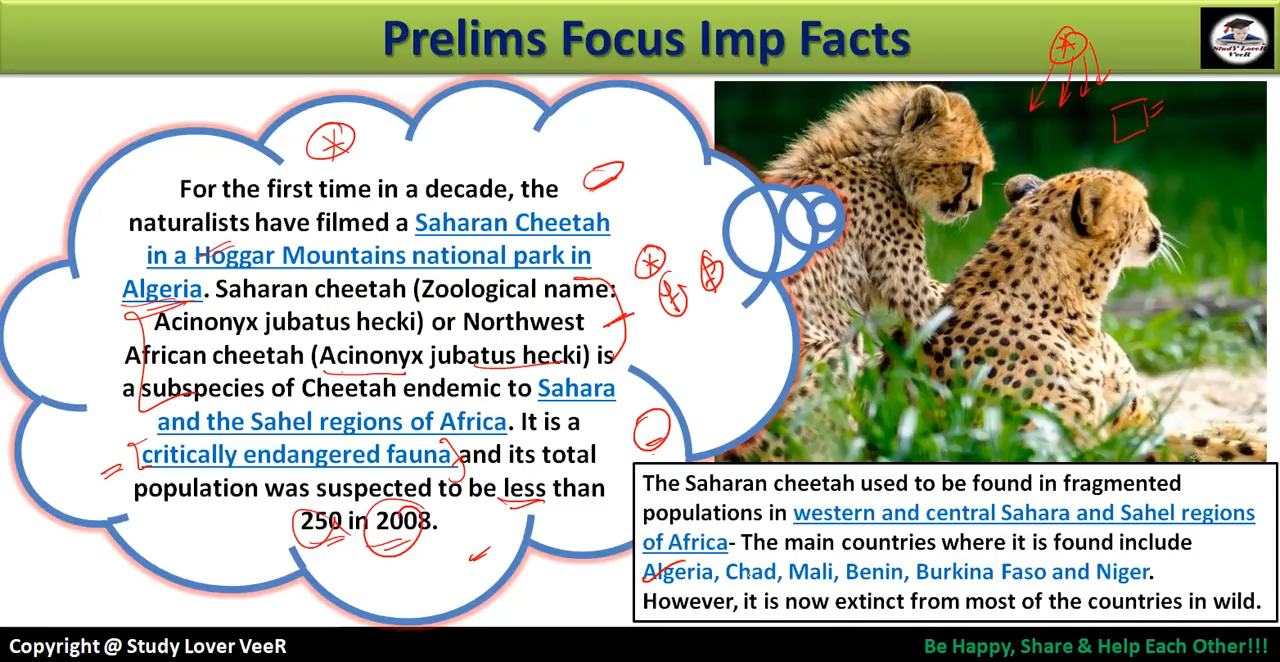 Prelims Focus Imp Facts
StudY LoveR
VeeR
For the first time in a decade, the
naturalists have filmed a Saharan Cheetah
in a Hoggar Mountains national park in
Algeria. Saharan cheetah (Zoological name:
Acinonyx jubatus hecki) or Northwest
African cheetah (Acinonyx jubatus hecki) is
a subspecies of Cheetah endemic to Sahara
and the Sahel regions of Africa. It is a
critically endangered fauna, and its total
population was suspected to be less than
250 in 2008.
The Saharan cheetah used to be found in fragmented
populations in western and central Sahara and Sahel regions
of Africa- The main countries where it is found include
Algeria, Chad, Mali, Benin, Burkina Faso and Niger.
However, it is now extinct from most of the countries in wild.
Copyright @ Study Lover VeeR
Be Happy, Share & Help Each Other!!!